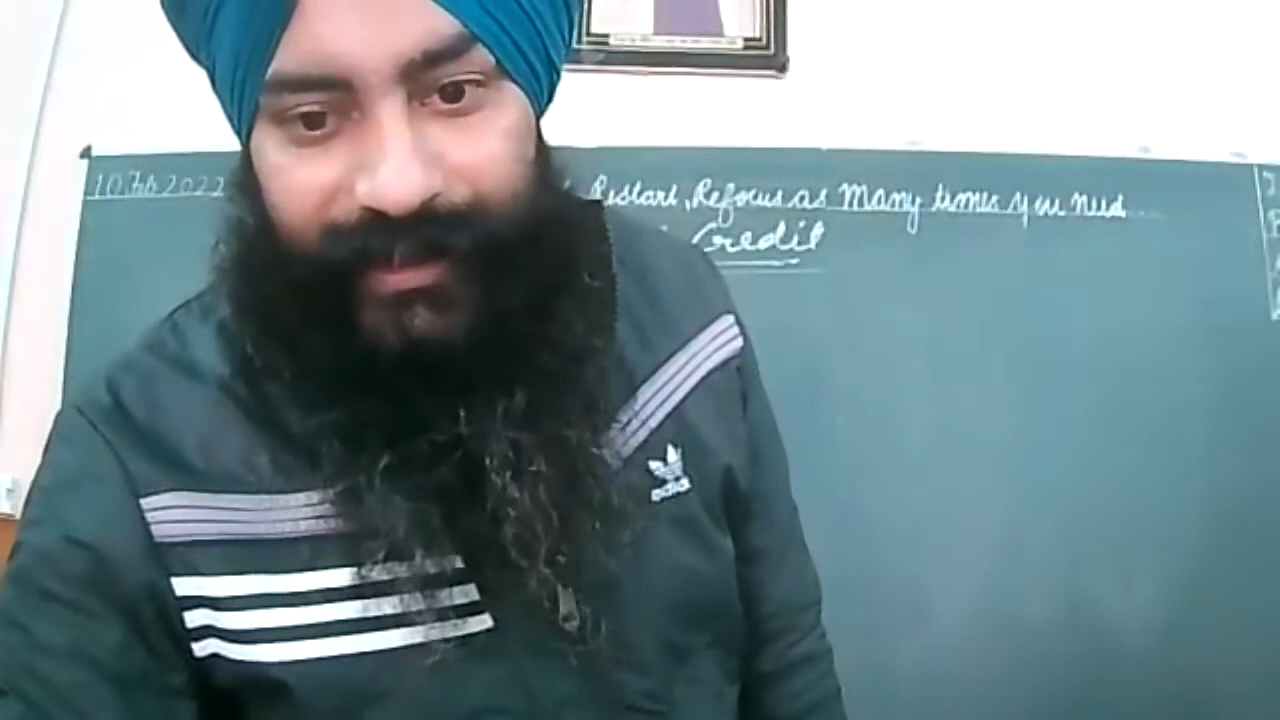 10 Feb 2022
Restart, Refocus as Many times you need...
Credit
adidas